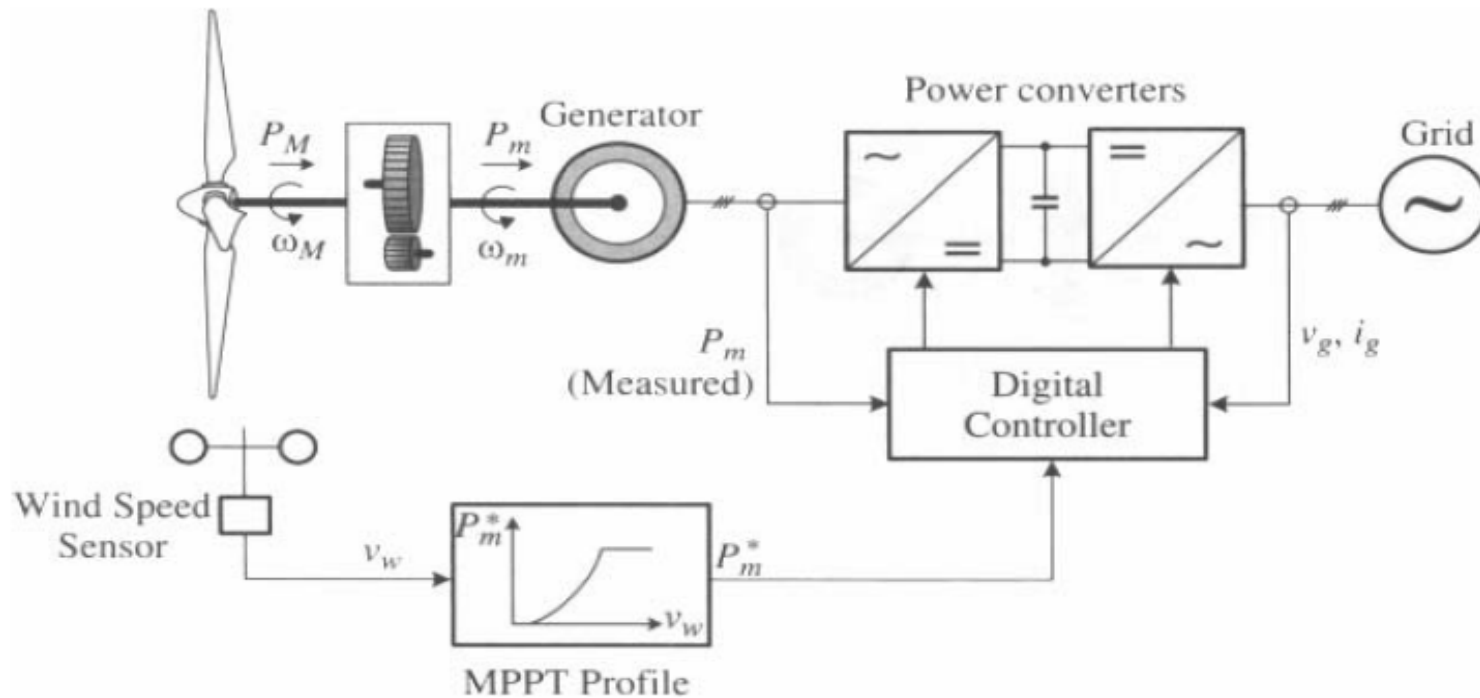 Power converters
Generator
Grid
P_M
P_m
ω_M
ω_m
P_m
(Measured)
v_g, i_g
Digital
Controller
Wind Speed
Sensor
v_w
P_m^*
v_w
P_m^*
MPPT Profile